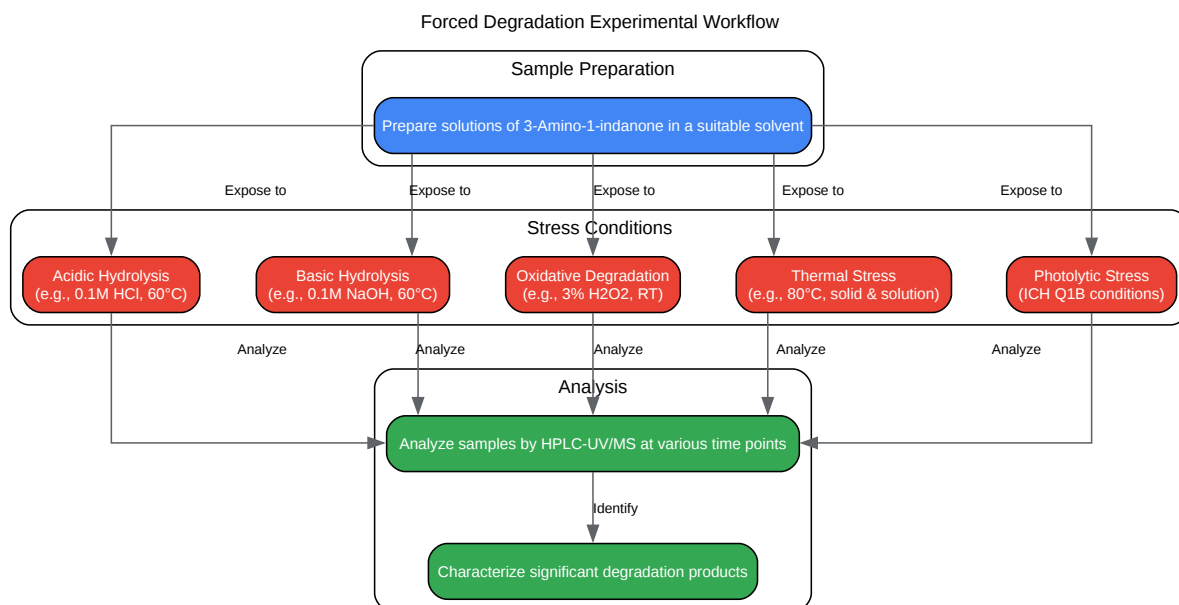 Forced Degradation Experimental Workflow
Sample Preparation
Prepare solutions of 3-Amino-1-indanone in a suitable solvent
Expose to
Expose to
Expose to
Expose to
Expose to
Stress Conditions
Acidic Hydrolysis
(e.g., 0.1M HCl, 60°C)
Basic Hydrolysis
(e.g., 0.1M NaOH, 60°C)
Oxidative Degradation
(e.g., 3% H2O2, RT)
Thermal Stress
(e.g., 80°C, solid & solution)
Photolytic Stress
(ICH Q1B conditions)
Analyze
Analyze
Analyze
Analyze
Analyze
Analysis
Analyze samples by HPLC-UV/MS at various time points
Identify
Characterize significant degradation products